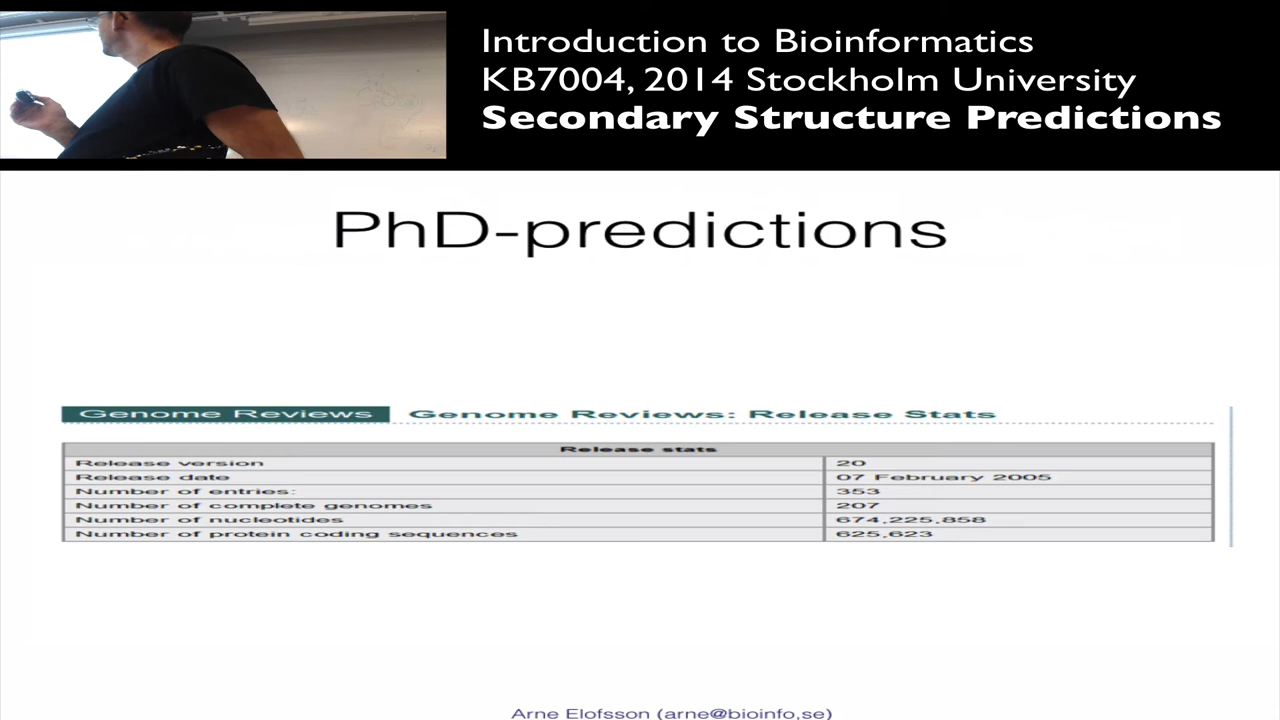 Introduction to Bioinformatics
KB7004, 2014 Stockholm University
Secondary Structure Predictions
PhD-predictions
Genome Reviews Genome Reviews: Release Stats
Release stats
Release version 20
Release date 07 February 2005
Number of entries: 353
Number of complete genomes 207
Number of nucleotides 674,225,858
Number of protein coding sequences 625,623
Arne Elofsson (arne@bioinfo,se)